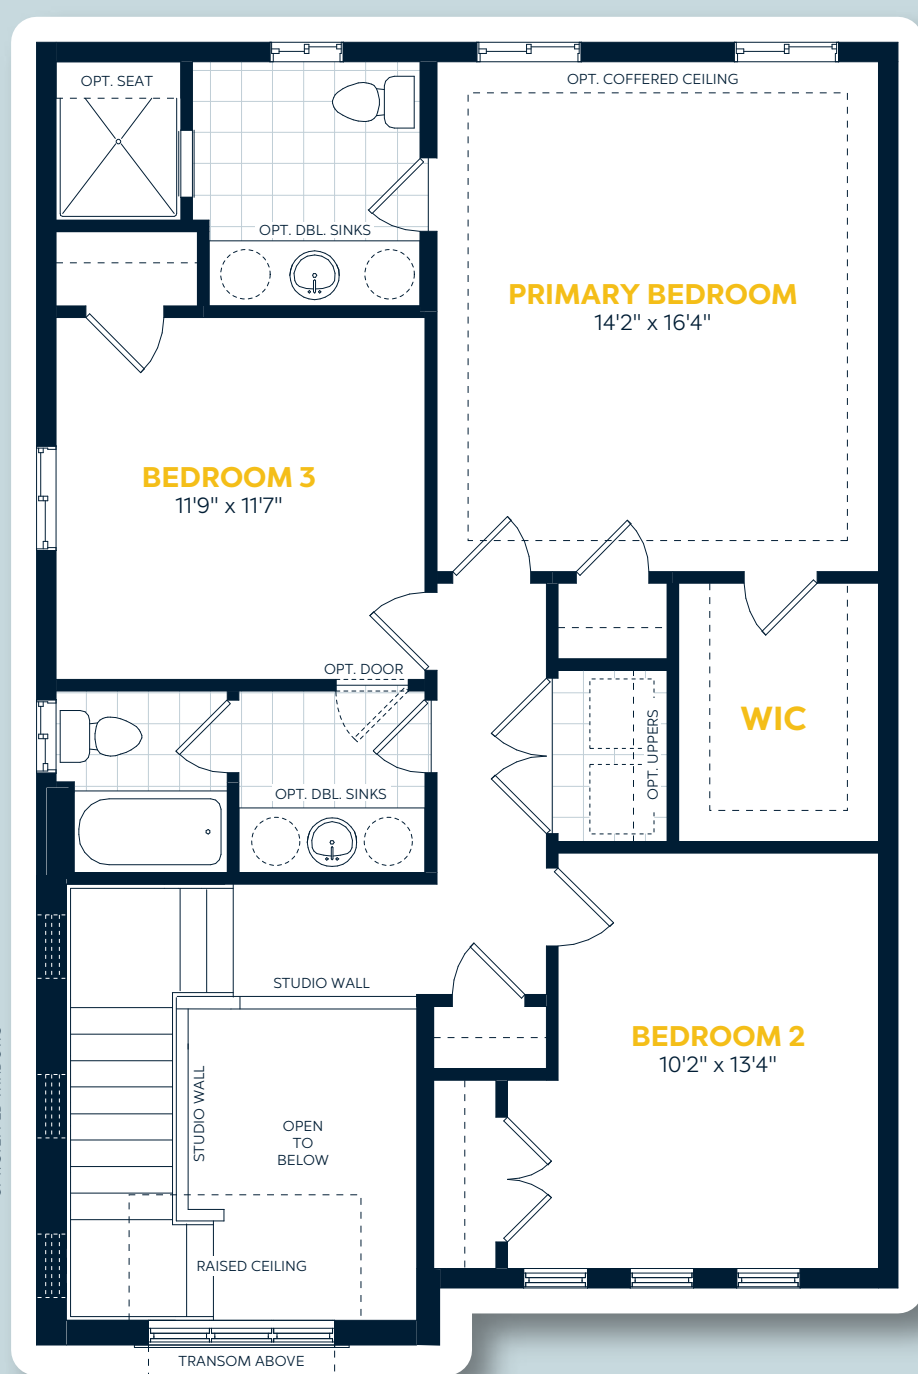 OPT. SEAT
OPT. COFFERED CEILING
OPT. DBL. SINKS
PRIMARY BEDROOM
14'2" x 16'4"
BEDROOM 3
11'9" x 11'7"
OPT. DOOR
OPT. UPPERS
WIC
OPT. DBL. SINKS
STUDIO WALL
STUDIO WALL
OPEN
TO
BELOW
BEDROOM 2
10'2" x 13'4"
RAISED CEILING
TRANSOM ABOVE